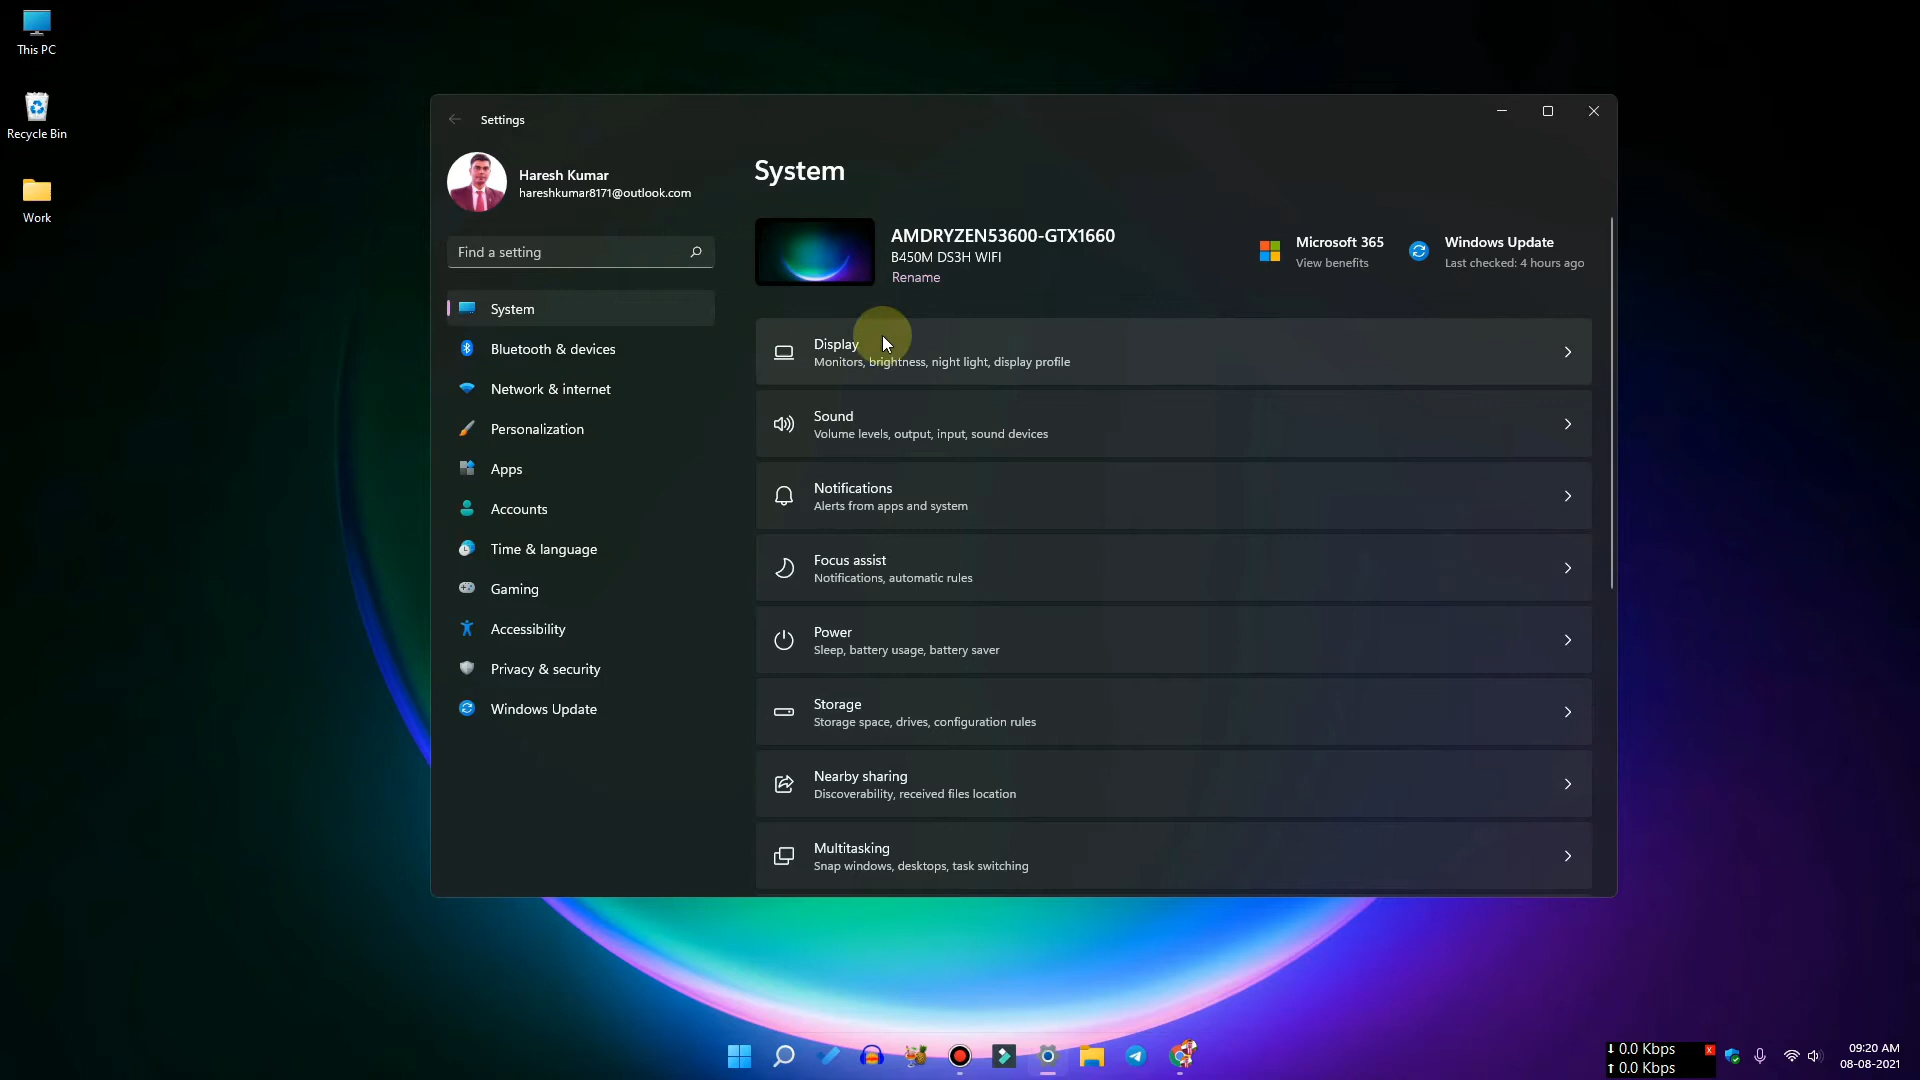 This PC
Recycle Bin
Work
Settings
Haresh Kumar
hareshkumar8171@outlook.com
Find a setting
System
Bluetooth & devices
Network & internet
Personalization
Apps
Accounts
Time & language
Gaming
Accessibility
Privacy & security
Windows Update
System
AMDRYZEN53600-GTX1660
B450M DS3H WIFI
Rename
Microsoft 365
View benefits
Windows Update
Last checked: 4 hours ago
Display
Monitors, brightness, night light, display profile
Sound
Volume levels, output, input, sound devices
Notifications
Alerts from apps and system
Focus assist
Notifications, automatic rules
Power
Sleep, battery usage, battery saver
Storage
Storage space, drives, configuration rules
Nearby sharing
Discoverability, received files location
Multitasking
Snap windows, desktops, task switching
0.0 Kbps
0.0 Kbps
09:20 AM
08-08-2021